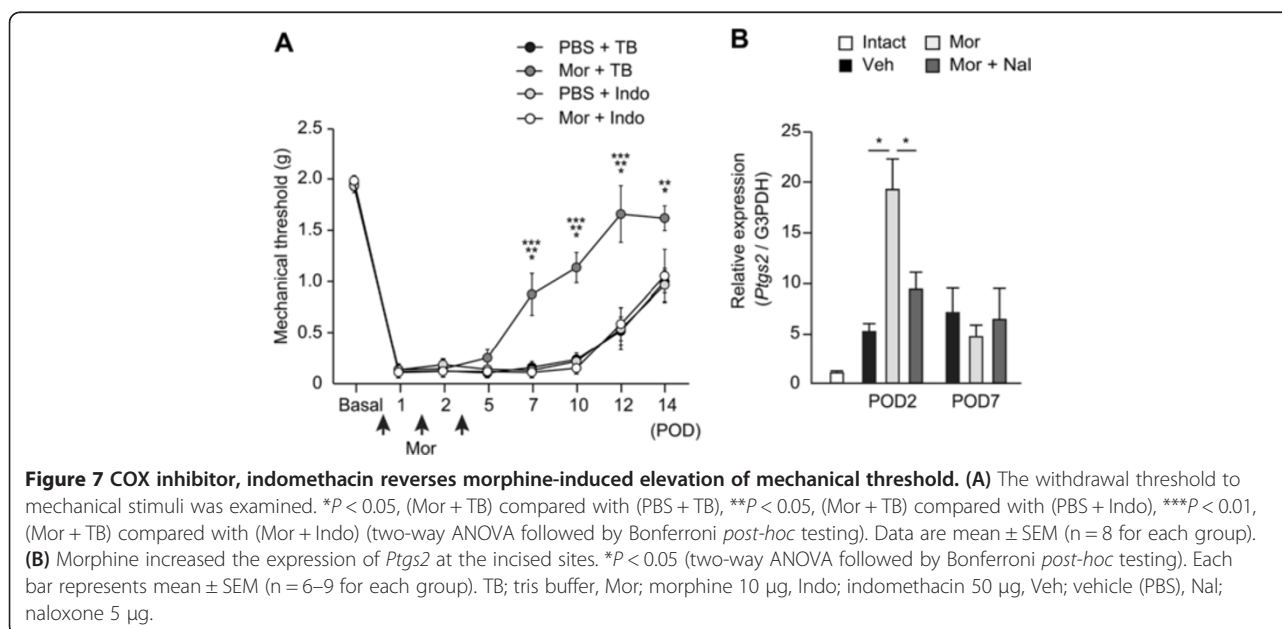 A
PBS + TB
Mor + TB
PBS + Indo
Mor + Indo
Mechanical threshold (g)
2.5
2.0
1.5
1.0
0.5
0
*** ** *
*** ** *
*** ** *
** *
Basal 1 2 5 7 10 12 14
(POD)
Mor
B
Intact Mor
Veh Mor + Nal
Relative expression
(Ptgs2 / G3PDH)
25
20
15
10
5
0
* *
POD2 POD7
Figure 7 COX inhibitor, indomethacin reverses morphine-induced elevation of mechanical threshold. (A) The withdrawal threshold to
mechanical stimuli was examined. *P < 0.05, (Mor + TB) compared with (PBS + TB), **P < 0.05, (Mor + TB) compared with (PBS + Indo), ***P < 0.01,
(Mor + TB) compared with (Mor + Indo) (two-way ANOVA followed by Bonferroni post-hoc testing). Data are mean ± SEM (n = 8 for each group).
(B) Morphine increased the expression of Ptgs2 at the incised sites. *P < 0.05 (two-way ANOVA followed by Bonferroni post-hoc testing). Each
bar represents mean ± SEM (n = 6–9 for each group). TB; tris buffer, Mor; morphine 10 μg, Indo; indomethacin 50 μg, Veh; vehicle (PBS), Nal;
naloxone 5 μg.